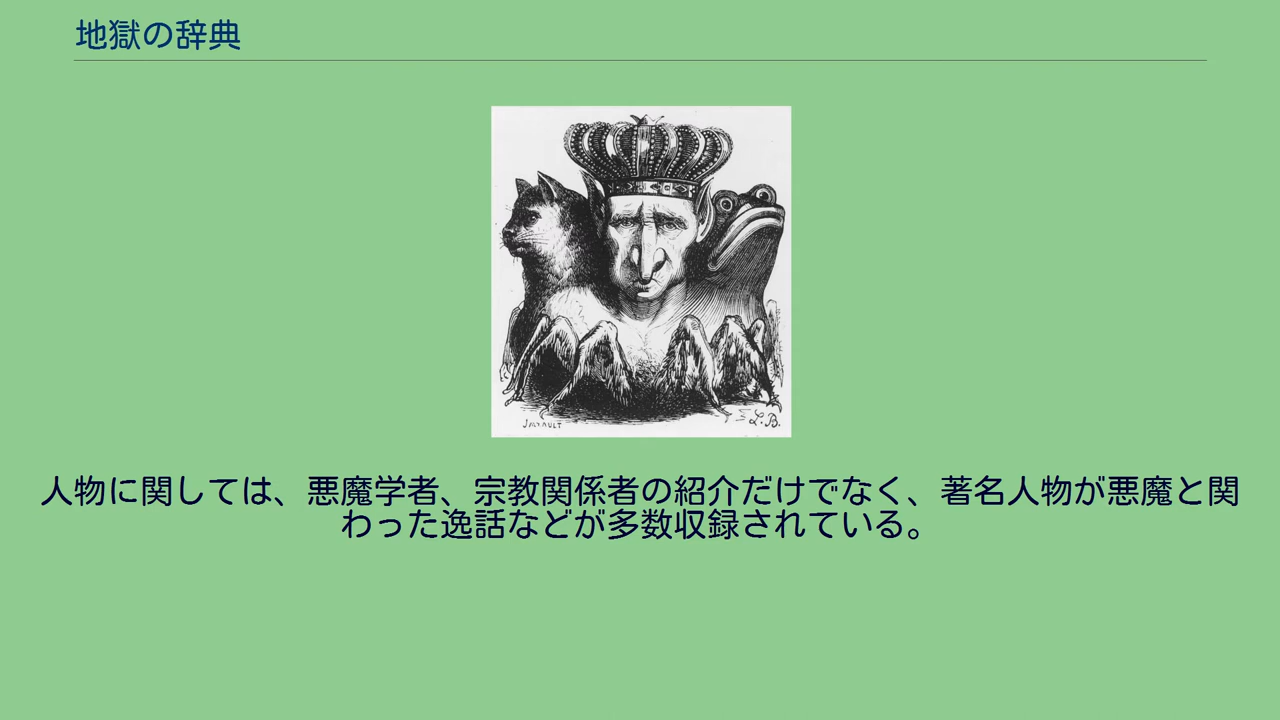 地獄の辞典
人物に関しては、悪魔学者、宗教関係者の紹介だけでなく、著名人物が悪魔と関
わった逸話などが多数収録されている。
L.B.